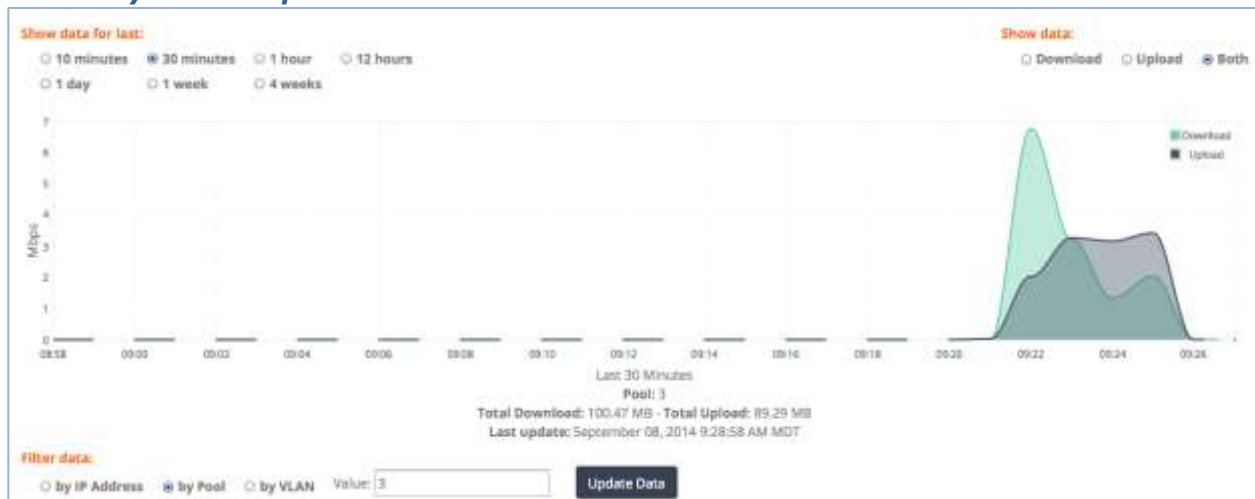 Show data for last:
Show data:
10 minutes 30 minutes 1 hour 12 hours
Download Upload Both
1 day 1 week 4 weeks
7
6
5
4
3
2
1
0
Mbps
Download
Upload
08:58 09:00 09:02 09:04 09:06 09:08 09:10 09:12 09:14 09:16 09:18 09:20 09:22 09:24 09:26
Last 30 Minutes
Pool: 3
Total Download: 100.47 MB - Total Upload: 89.29 MB
Last update: September 08, 2014 9:28:58 AM MDT
Filter data:
by IP Address by Pool by VLAN Value: 3 Update Data